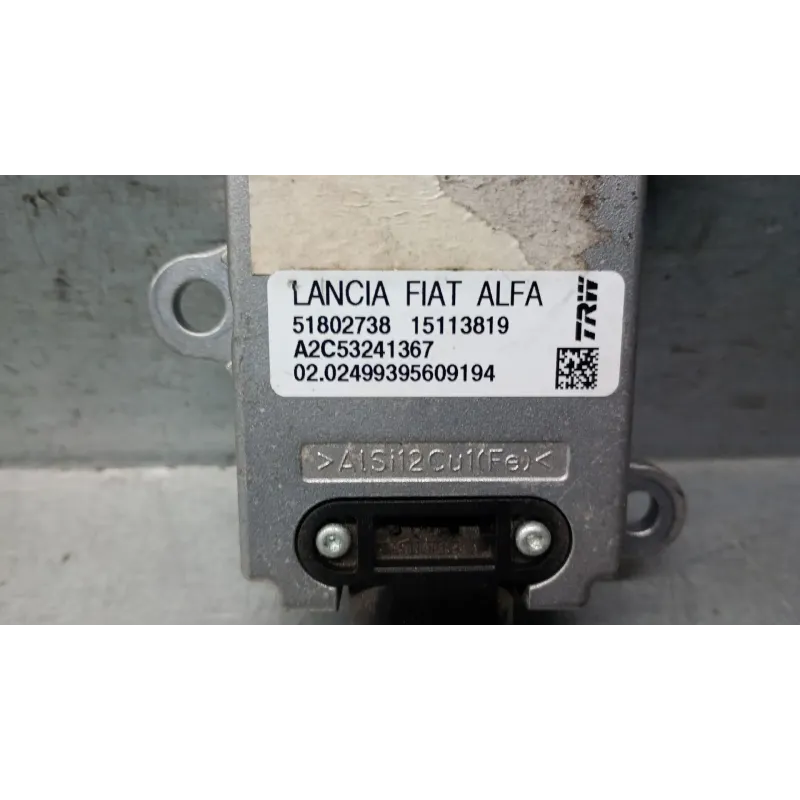 LANCIA FIAT ALFA
TRW
51802738 15113819
A2C53241367
02.02499395609194
>AlSi12Cu1(Fe)<